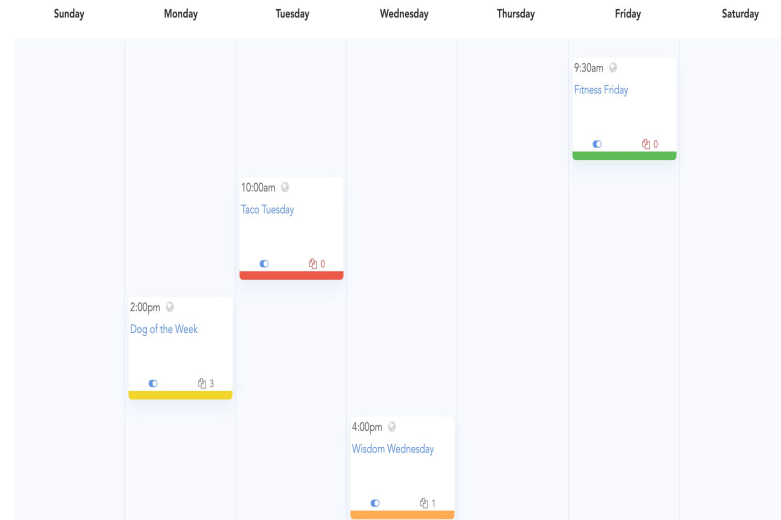 Sunday Monday Tuesday Wednesday Thursday Friday Saturday
9:30am
Fitness Friday
0
10:00am
Taco Tuesday
0
2:00pm
Dog of the Week
3
4:00pm
Wisdom Wednesday
1